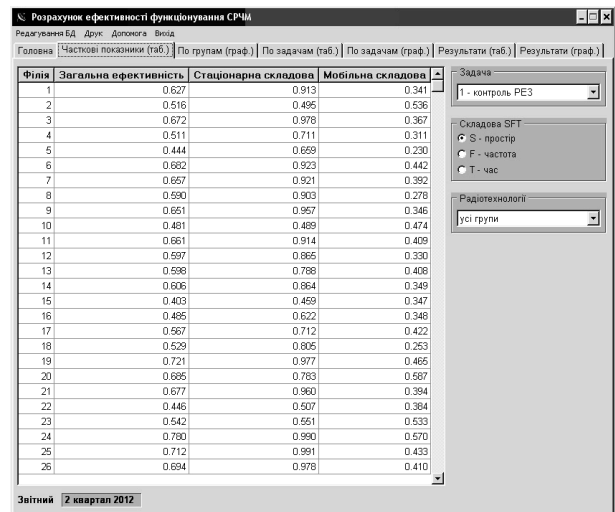 Розрахунок ефективності функціонування СРЧМ
Редагування БД Друк Допомога Вихід
Головна Часткові показники (таб.) По групам (граф.) По задачам (таб.) По задачам (граф.) Результати (таб.) Результати (граф.)
Філія Загальна ефективність Стаціонарна складова Мобільна складова
1 0.627 0.913 0.341
2 0.516 0.495 0.536
3 0.672 0.978 0.367
4 0.511 0.711 0.311
5 0.444 0.659 0.230
6 0.682 0.923 0.442
7 0.657 0.921 0.392
8 0.590 0.903 0.278
9 0.651 0.957 0.346
10 0.481 0.489 0.474
11 0.661 0.914 0.409
12 0.597 0.865 0.330
13 0.598 0.788 0.408
14 0.606 0.864 0.349
15 0.403 0.459 0.347
16 0.485 0.622 0.348
17 0.567 0.712 0.422
18 0.529 0.805 0.253
19 0.721 0.977 0.465
20 0.685 0.783 0.587
21 0.677 0.960 0.394
22 0.446 0.507 0.384
23 0.542 0.551 0.533
24 0.780 0.990 0.570
25 0.712 0.991 0.433
26 0.694 0.978 0.410
Задача
1 - контроль РЕЗ
Складова SFT
S - простір
F - частота
T - час
Радіотехнології
усі групи
Звітний 2 квартал 2012